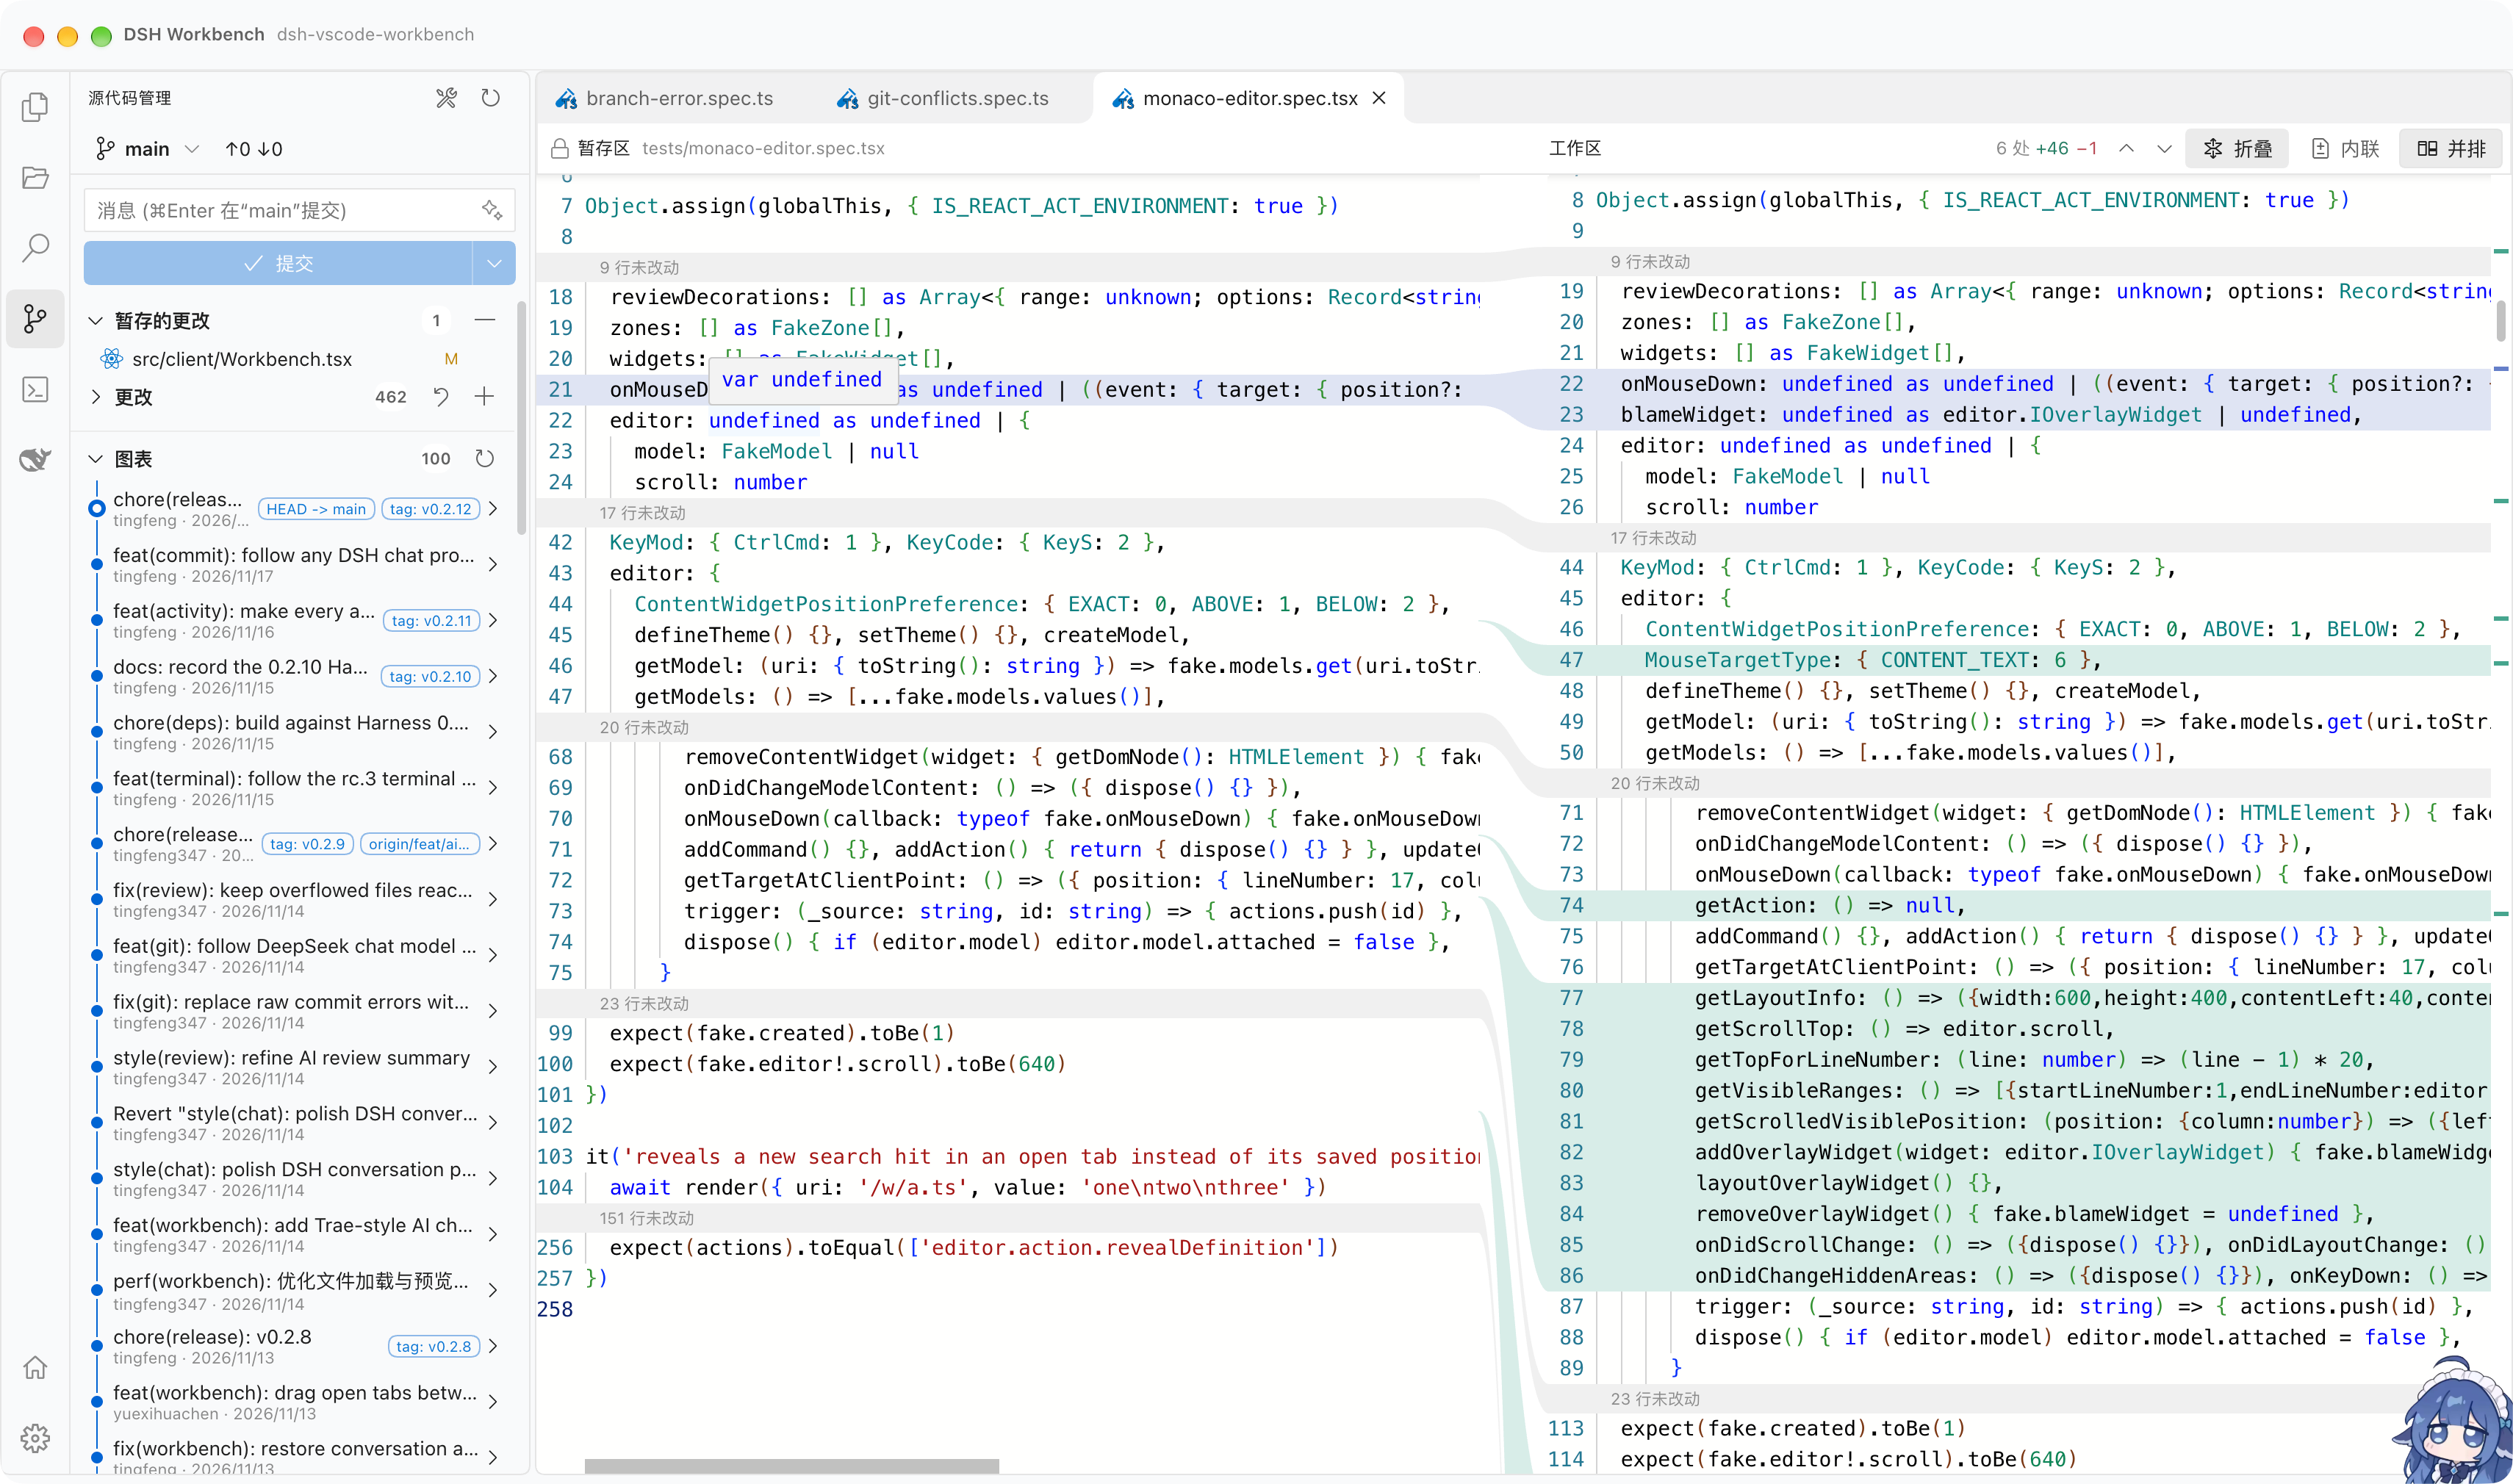 DSH Workbench dsh-vscode-workbench
源代码管理
main ↑0 ↓0
消息 (⌘Enter 在“main”提交)
提交
暂存的更改 1
src/client/Workbench.tsx M
更改 462
图表 100
chore(releas... HEAD -> main tag: v0.2.12
tingfeng · 2026/...
feat(commit): follow any DSH chat pro...
tingfeng · 2026/11/17
feat(activity): make every a... tag: v0.2.11
tingfeng · 2026/11/16
docs: record the 0.2.10 Ha... tag: v0.2.10
tingfeng · 2026/11/15
chore(deps): build against Harness 0....
tingfeng · 2026/11/15
feat(terminal): follow the rc.3 terminal ...
tingfeng · 2026/11/15
chore(release... tag: v0.2.9 origin/feat/ai...
tingfeng347 · 20...
fix(review): keep overflowed files reac...
tingfeng347 · 2026/11/14
feat(git): follow DeepSeek chat model ...
tingfeng347 · 2026/11/14
fix(git): replace raw commit errors wit...
tingfeng347 · 2026/11/14
style(review): refine AI review summary
tingfeng347 · 2026/11/14
Revert "style(chat): polish DSH conver...
tingfeng347 · 2026/11/14
style(chat): polish DSH conversation p...
tingfeng347 · 2026/11/14
feat(workbench): add Trae-style AI ch...
tingfeng347 · 2026/11/14
perf(workbench): 优化文件加载与预览...
tingfeng347 · 2026/11/14
chore(release): v0.2.8 tag: v0.2.8
tingfeng · 2026/11/13
feat(workbench): drag open tabs betw...
yuexihuachen · 2026/11/13
fix(workbench): restore conversation a...
tingfeng · 2026/11/13
branch-error.spec.ts git-conflicts.spec.ts monaco-editor.spec.tsx
暂存区 tests/monaco-editor.spec.tsx
7 Object.assign(globalThis, { IS_REACT_ACT_ENVIRONMENT: true })
8
9 行未改动
18 reviewDecorations: [] as Array<{ range: unknown; options: Record<string
19 zones: [] as FakeZone[],
20 widgets: [] as FakeWidget[],
var undefined
21 onMouseD as undefined | ((event: { target: { position?:
22 editor: undefined as undefined | {
23 model: FakeModel | null
24 scroll: number
17 行未改动
42 KeyMod: { CtrlCmd: 1 }, KeyCode: { KeyS: 2 },
43 editor: {
44 ContentWidgetPositionPreference: { EXACT: 0, ABOVE: 1, BELOW: 2 },
45 defineTheme() {}, setTheme() {}, createModel,
46 getModel: (uri: { toString(): string }) => fake.models.get(uri.toStr
47 getModels: () => [...fake.models.values()],
20 行未改动
68 removeContentWidget(widget: { getDomNode(): HTMLElement }) { fake
69 onDidChangeModelContent: () => ({ dispose() {} }),
70 onMouseDown(callback: typeof fake.onMouseDown) { fake.onMouseDown
71 addCommand() {}, addAction() { return { dispose() {} } }, update
72 getTargetAtClientPoint: () => ({ position: { lineNumber: 17, col
73 trigger: (_source: string, id: string) => { actions.push(id) },
74 dispose() { if (editor.model) editor.model.attached = false },
75 }
23 行未改动
99 expect(fake.created).toBe(1)
100 expect(fake.editor!.scroll).toBe(640)
101 })
102
103 it('reveals a new search hit in an open tab instead of its saved position
104 await render({ uri: '/w/a.ts', value: 'one\ntwo\nthree' })
151 行未改动
256 expect(actions).toEqual(['editor.action.revealDefinition'])
257 })
258
工作区 6 处 +46 −1 折叠 内联 并排
8 Object.assign(globalThis, { IS_REACT_ACT_ENVIRONMENT: true })
9
9 行未改动
19 reviewDecorations: [] as Array<{ range: unknown; options: Record<string
20 zones: [] as FakeZone[],
21 widgets: [] as FakeWidget[],
22 onMouseDown: undefined as undefined | ((event: { target: { position?:
23 blameWidget: undefined as editor.IOverlayWidget | undefined,
24 editor: undefined as undefined | {
25 model: FakeModel | null
26 scroll: number
17 行未改动
44 KeyMod: { CtrlCmd: 1 }, KeyCode: { KeyS: 2 },
45 editor: {
46 ContentWidgetPositionPreference: { EXACT: 0, ABOVE: 1, BELOW: 2 },
47 MouseTargetType: { CONTENT_TEXT: 6 },
48 defineTheme() {}, setTheme() {}, createModel,
49 getModel: (uri: { toString(): string }) => fake.models.get(uri.toStr
50 getModels: () => [...fake.models.values()],
20 行未改动
71 removeContentWidget(widget: { getDomNode(): HTMLElement }) { fake
72 onDidChangeModelContent: () => ({ dispose() {} }),
73 onMouseDown(callback: typeof fake.onMouseDown) { fake.onMouseDown
74 getAction: () => null,
75 addCommand() {}, addAction() { return { dispose() {} } }, update
76 getTargetAtClientPoint: () => ({ position: { lineNumber: 17, col
77 getLayoutInfo: () => ({width:600,height:400,contentLeft:40,conte
78 getScrollTop: () => editor.scroll,
79 getTopForLineNumber: (line: number) => (line − 1) * 20,
80 getVisibleRanges: () => [{startLineNumber:1,endLineNumber:editor
81 getScrolledVisiblePosition: (position: {column:number}) => ({lef
82 addOverlayWidget(widget: editor.IOverlayWidget) { fake.blameWidg
83 layoutOverlayWidget() {},
84 removeOverlayWidget() { fake.blameWidget = undefined },
85 onDidScrollChange: () => ({dispose() {}}), onDidLayoutChange: ()
86 onDidChangeHiddenAreas: () => ({dispose() {}}), onKeyDown: () =>
87 trigger: (_source: string, id: string) => { actions.push(id) },
88 dispose() { if (editor.model) editor.model.attached = false },
89 }
23 行未改动
113 expect(fake.created).toBe(1)
114 expect(fake.editor!.scroll).toBe(640)